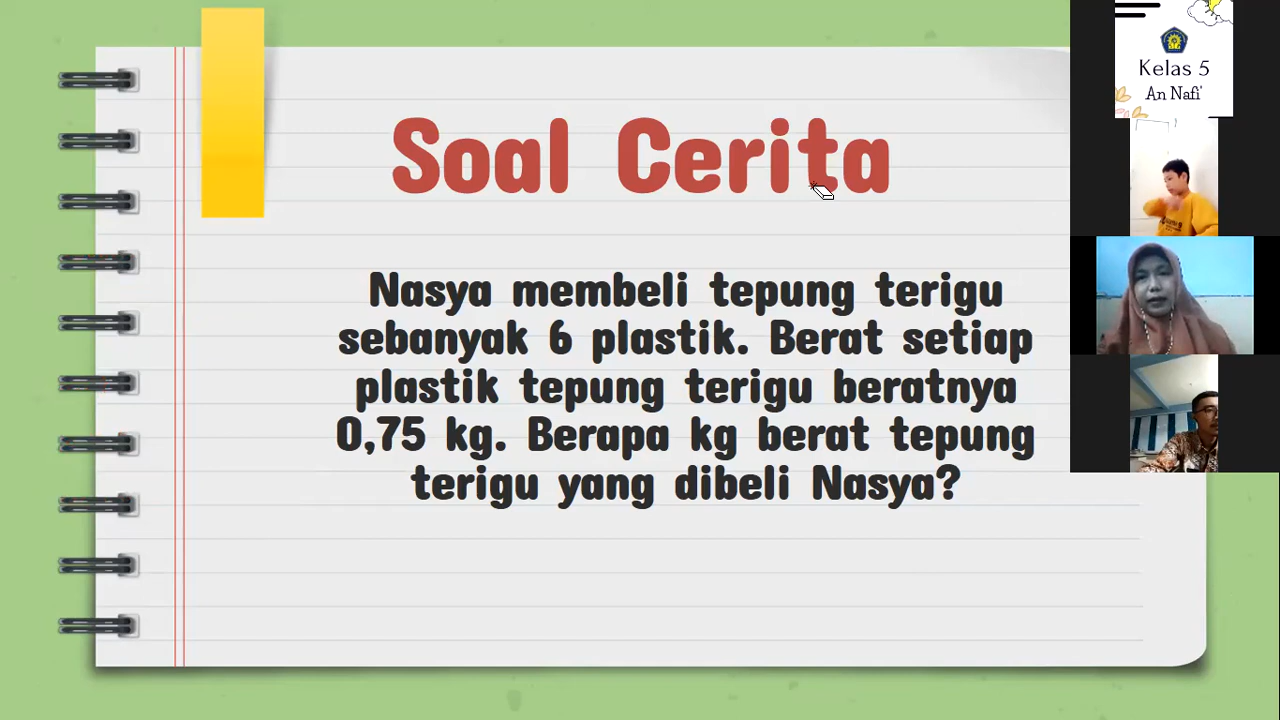 Soal Cerita
Nasya membeli tepung terigu
sebanyak 6 plastik. Berat setiap
plastik tepung terigu beratnya
0,75 kg. Berapa kg berat tepung
terigu yang dibeli Nasya?
Kelas 5
An Nafi'